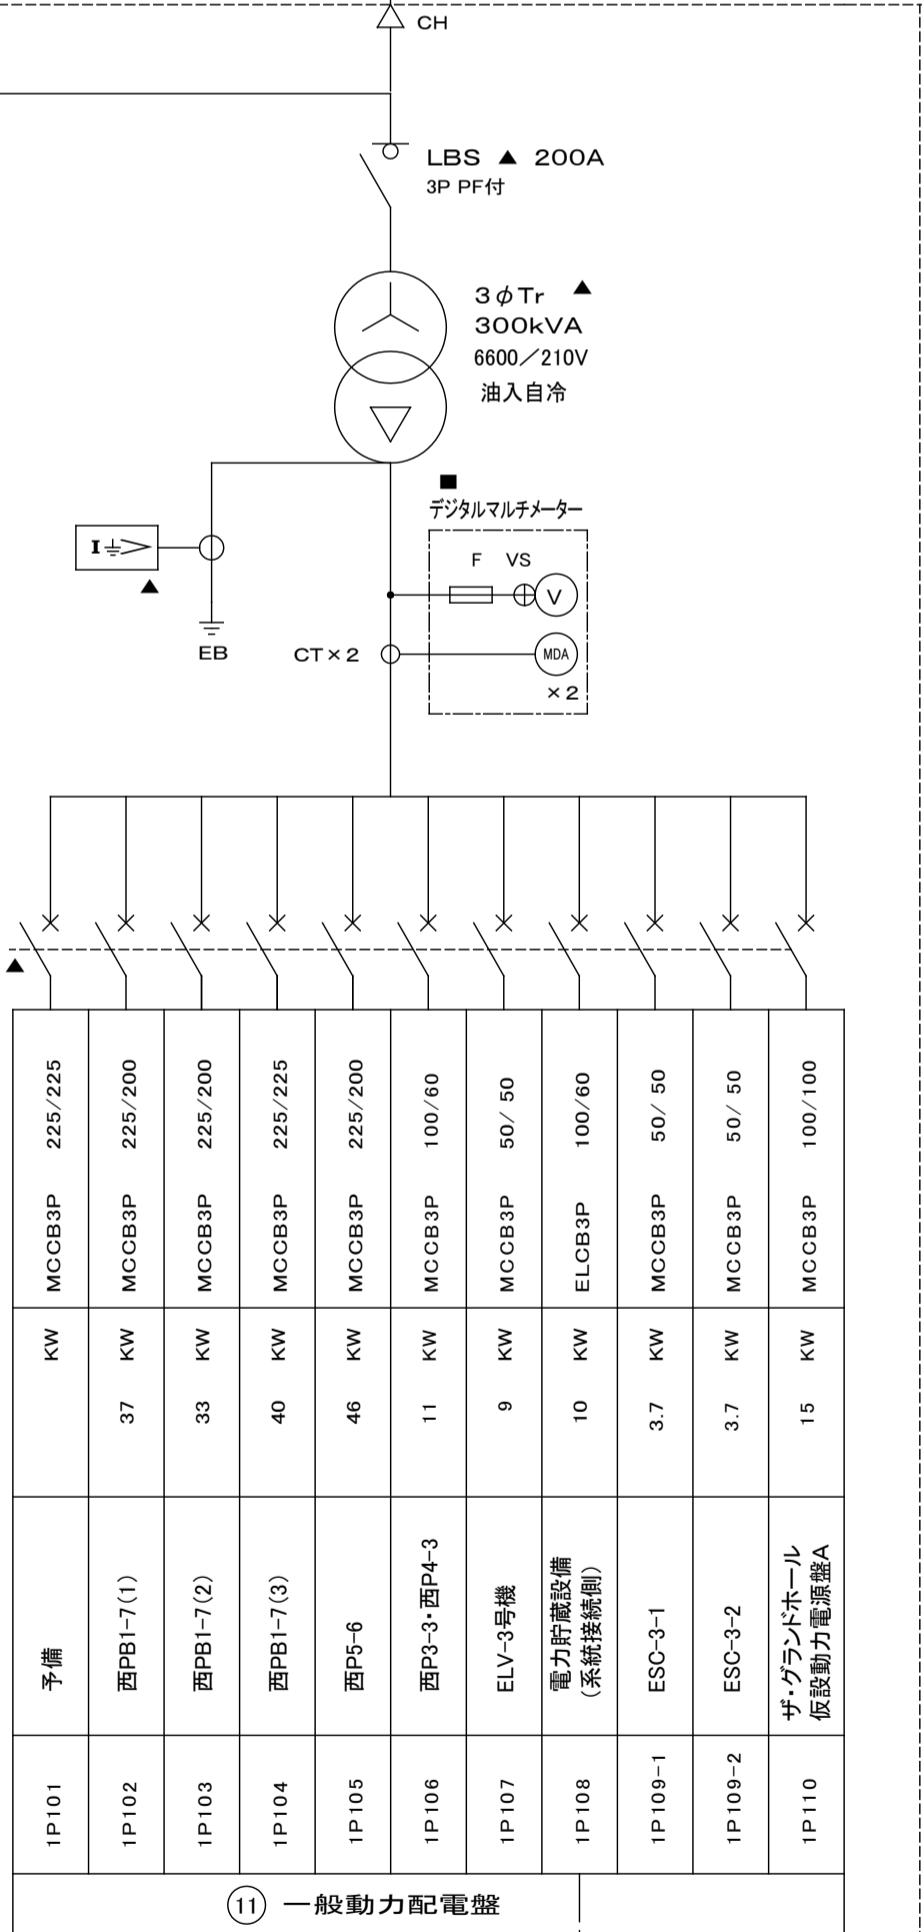 CH
LBS ▲ 200A
3P PF付
3φTr ▲
300kVA
6600／210V
油入自冷
■
デジタルマルチメーター
F VS
V
I
▲
EB
CT×2
MDA
×2
▲
225/225 225/200 225/200 225/225 225/200 100/60 50/ 50 100/60 50/ 50 50/ 50 100/100
MCCB3P MCCB3P MCCB3P MCCB3P MCCB3P MCCB3P MCCB3P ELCB3P MCCB3P MCCB3P MCCB3P
KW 37 KW 33 KW 40 KW 46 KW 11 KW 9 KW 10 KW 3.7 KW 3.7 KW 15 KW
予備
西PB1-7(1)
西PB1-7(2)
西PB1-7(3)
西P5-6
西P3-3・西P4-3
ELV-3号機
電力貯蔵設備
(系統接続側)
ESC-3-1
ESC-3-2
ザ・グランドホール
仮設動力電源盤A
1P101 1P102 1P103 1P104 1P105 1P106 1P107 1P108 1P109-1 1P109-2 1P110
⑪ 一般動力配電盤